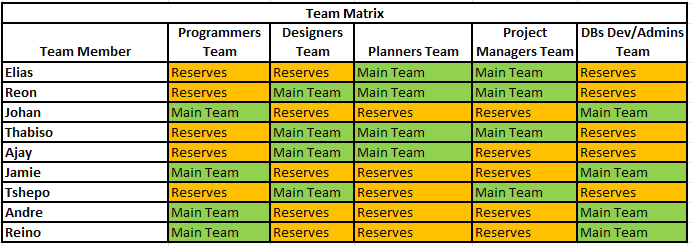 Team Matrix
Team Member Programmers Team Designers Team Planners Team Project Managers Team DBs Dev/Admins Team
Elias Reserves Reserves Main Team Main Team Reserves
Reon Reserves Main Team Main Team Main Team Reserves
Johan Main Team Reserves Reserves Reserves Main Team
Thabiso Reserves Main Team Main Team Main Team Reserves
Ajay Reserves Main Team Main Team Reserves Reserves
Jamie Main Team Reserves Reserves Reserves Main Team
Tshepo Reserves Main Team Reserves Main Team Reserves
Andre Main Team Reserves Reserves Reserves Main Team
Reino Main Team Reserves Reserves Reserves Main Team